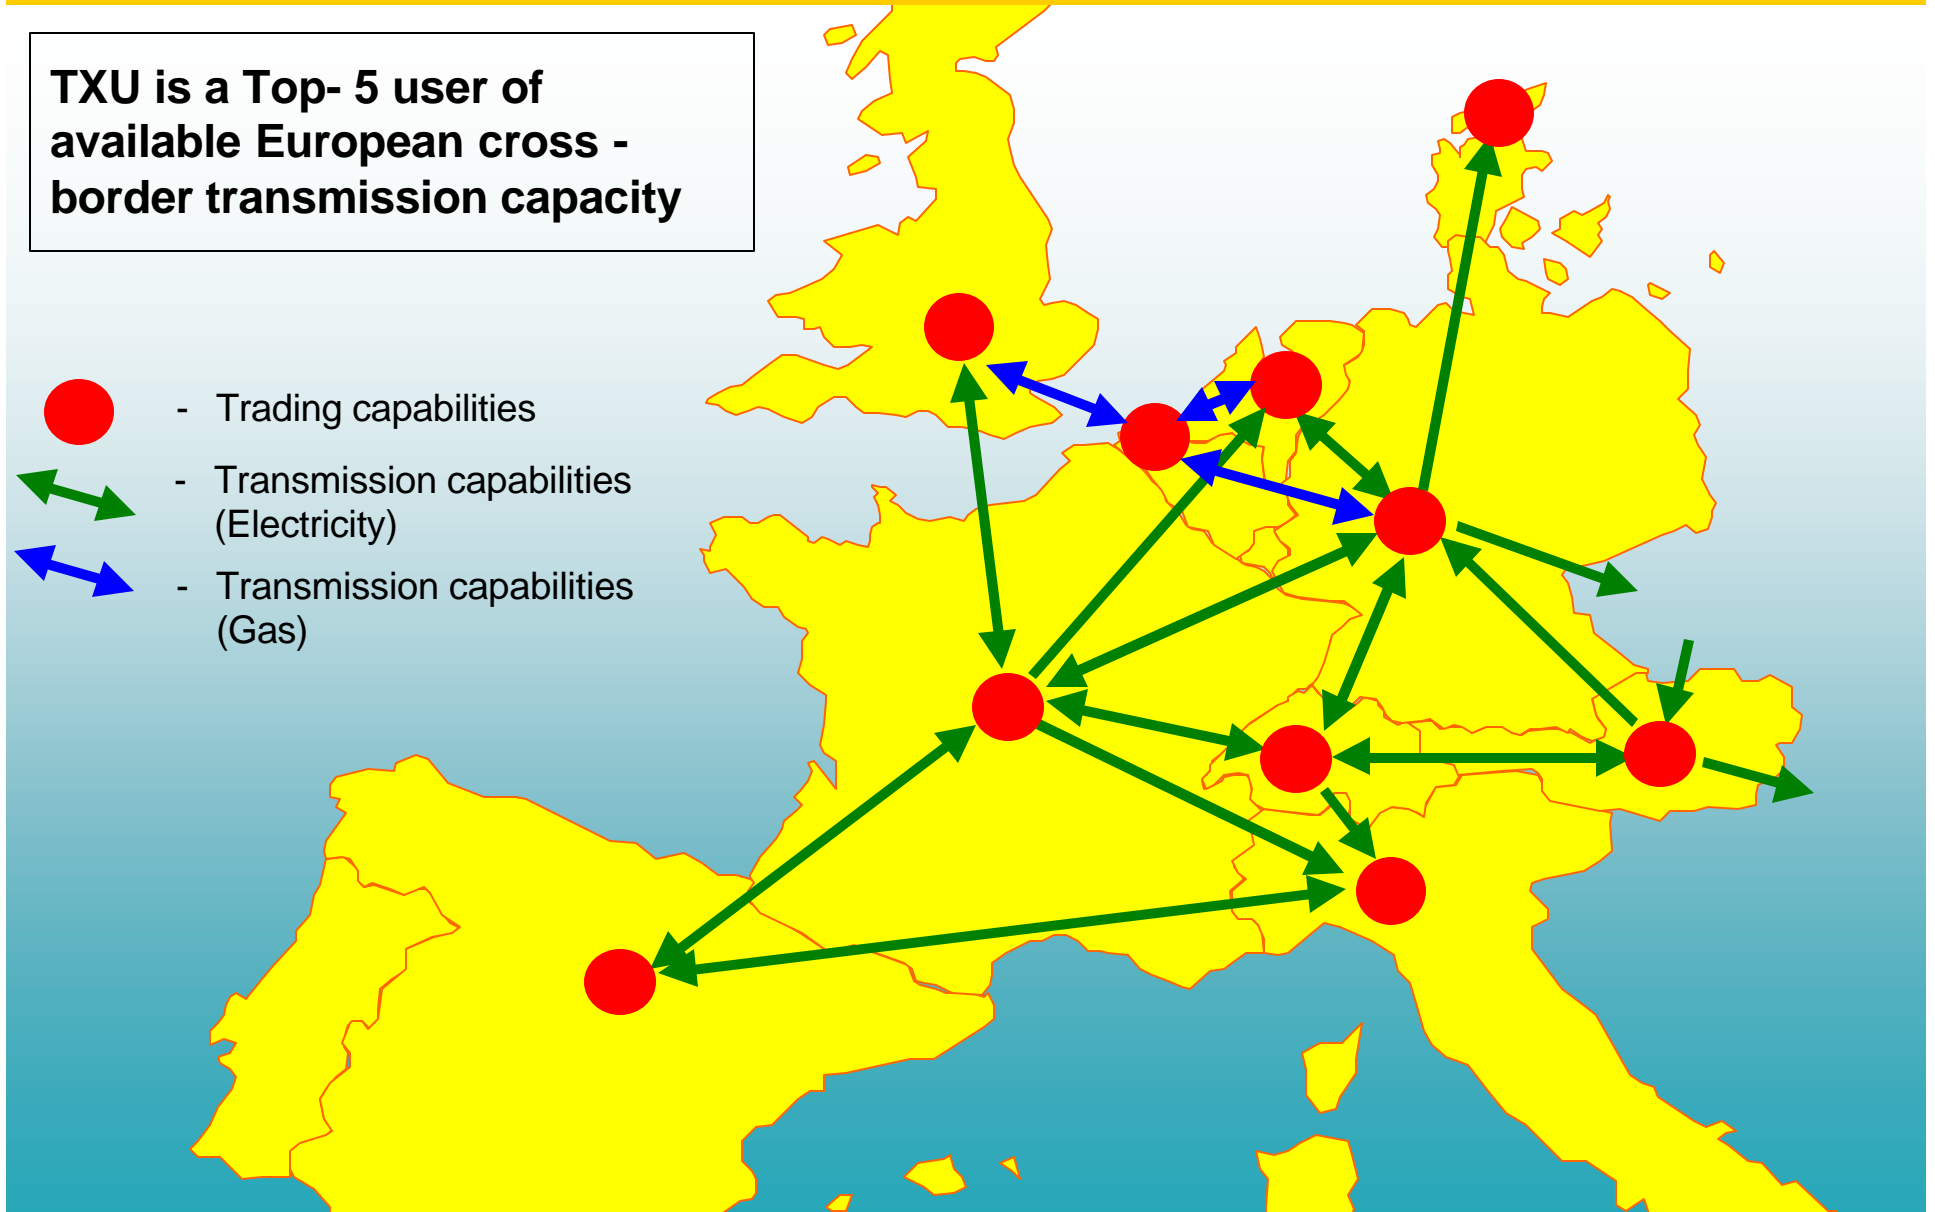 TXU is a Top- 5 user of
available European cross -
border transmission capacity
- Trading capabilities
- Transmission capabilities
(Electricity)
- Transmission capabilities
(Gas)